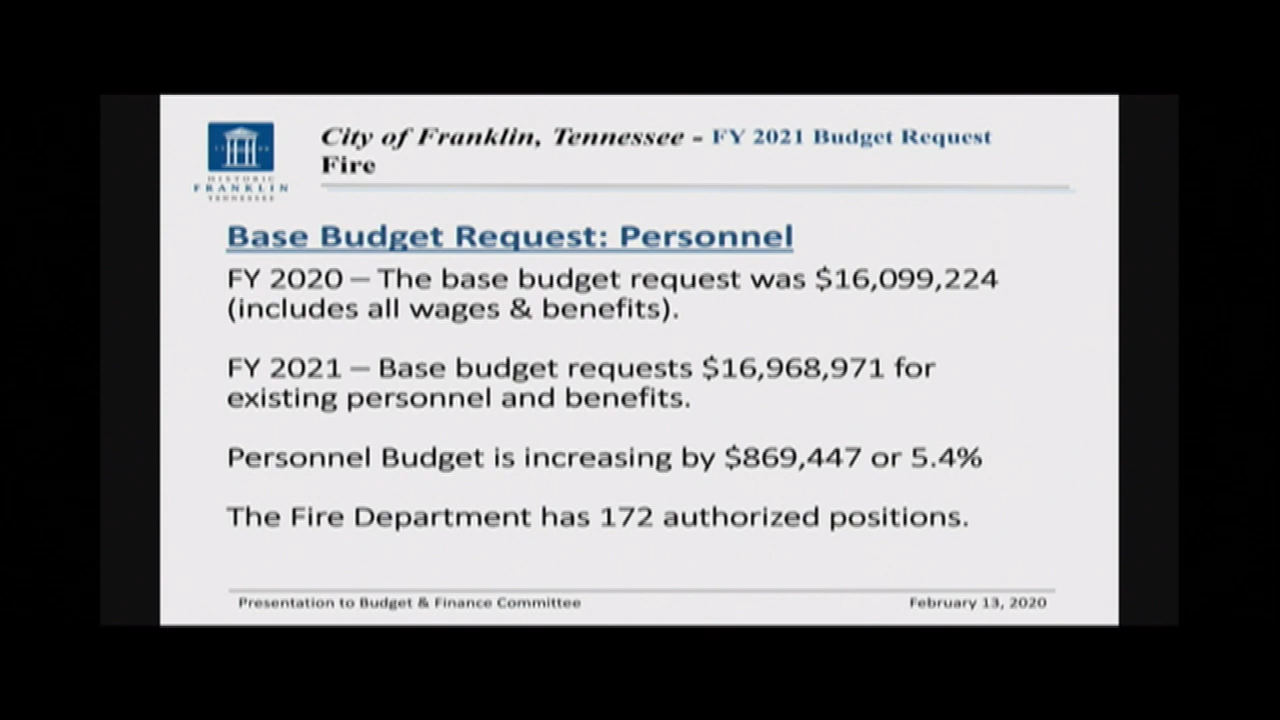 HISTORIC
FRANKLIN
TENNESSEE
City of Franklin, Tennessee - FY 2021 Budget Request
Fire
Base Budget Request: Personnel
FY 2020 – The base budget request was $16,099,224
(includes all wages & benefits).
FY 2021 – Base budget requests $16,968,971 for
existing personnel and benefits.
Personnel Budget is increasing by $869,447 or 5.4%
The Fire Department has 172 authorized positions.
Presentation to Budget & Finance Committee
February 13, 2020